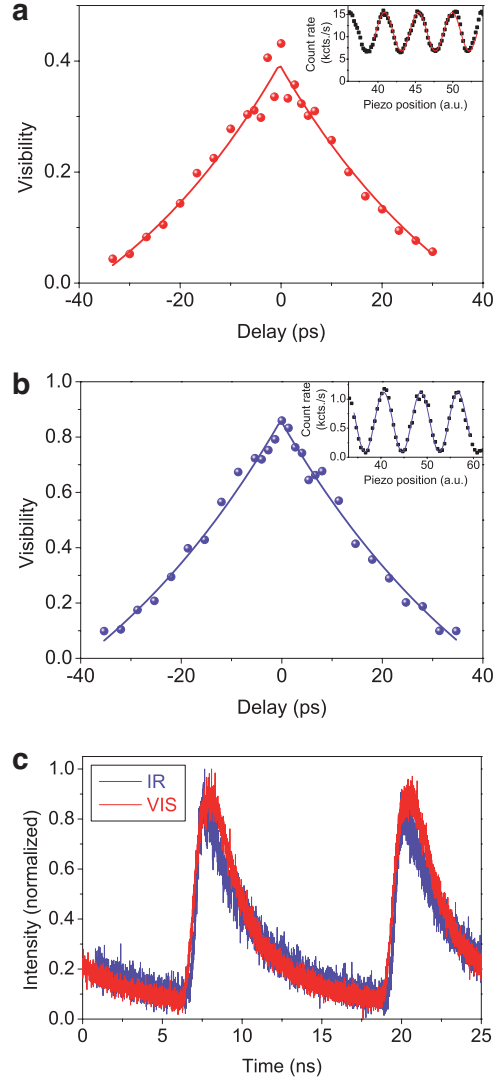 a
0.4
0.2
0.0
Visibility
-40
-20
0
20
40
Delay (ps)
15
10
5
0
Count rate
(kcts./s)
40
45
50
Piezo position (a.u.)
b
1.0
0.8
0.6
0.4
0.2
0.0
Visibility
-40
-20
0
20
40
Delay (ps)
1.0
0.5
0.0
Count rate
(kcts./s)
40
50
60
Piezo position (a.u.)
c
1.0
0.8
0.6
0.4
0.2
0.0
Intensity (normalized)
IR
VIS
0
5
10
15
20
25
Time (ns)